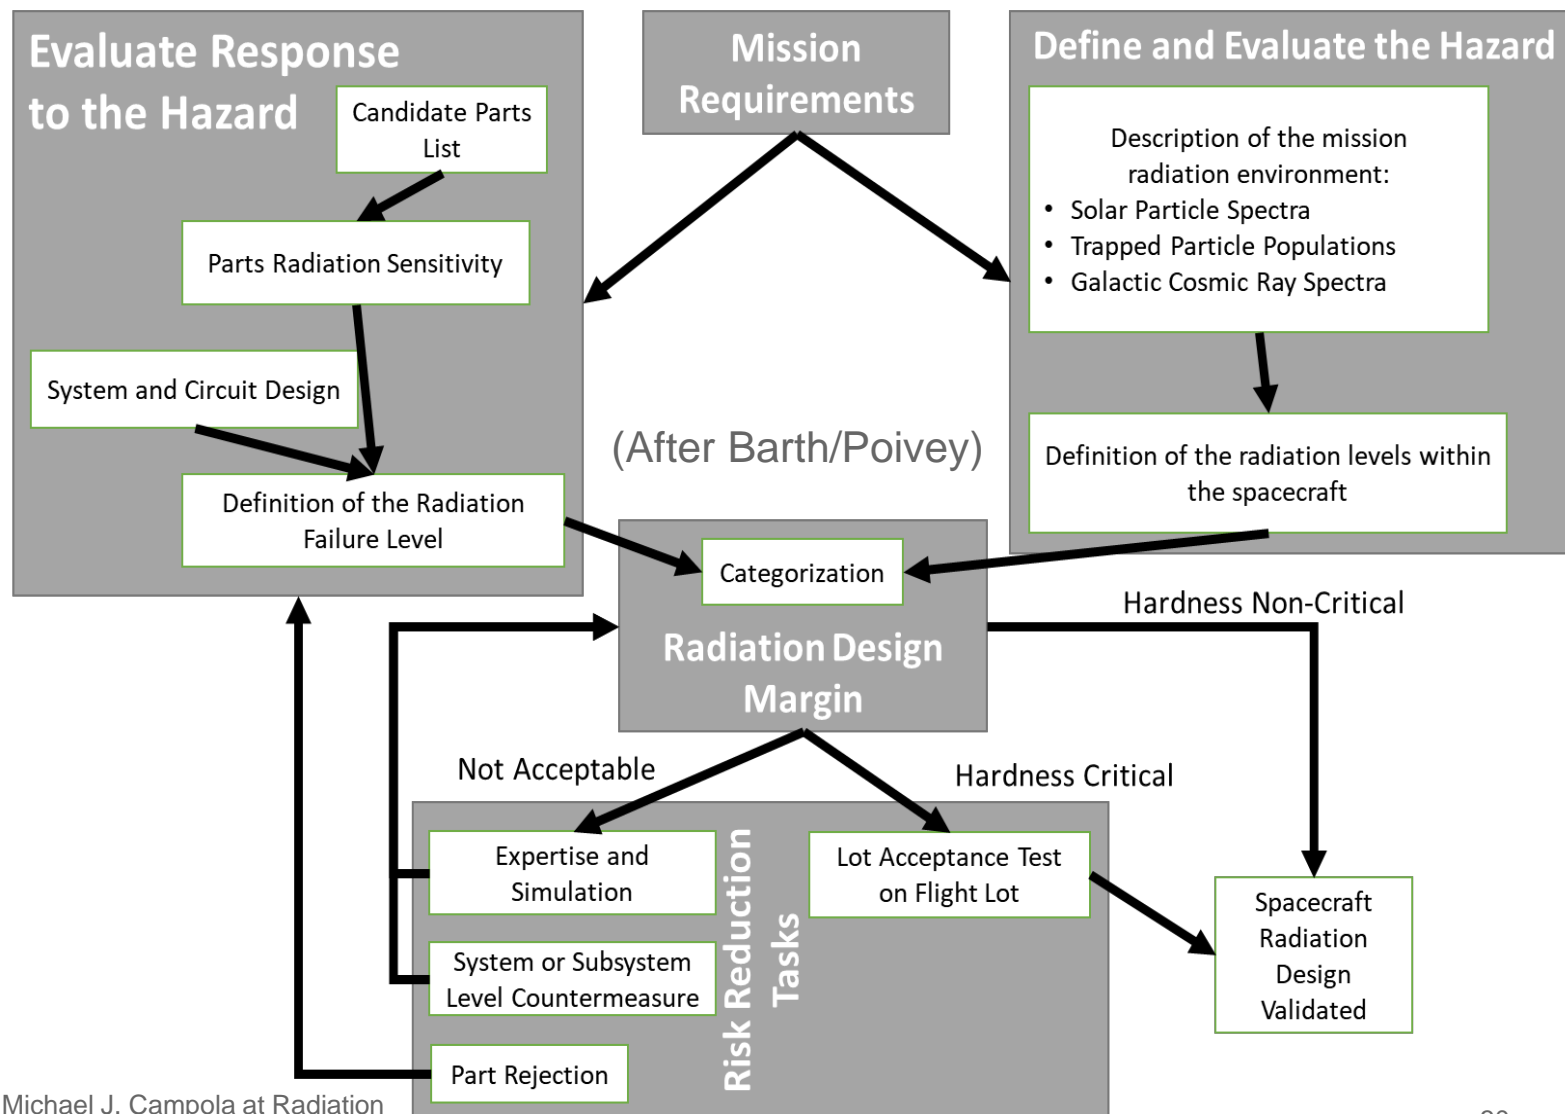 Evaluate Response
to the Hazard
Candidate Parts
List
Parts Radiation Sensitivity
System and Circuit Design
Definition of the Radiation
Failure Level
Mission
Requirements
Define and Evaluate the Hazard
Description of the mission
radiation environment:
• Solar Particle Spectra
• Trapped Particle Populations
• Galactic Cosmic Ray Spectra
Definition of the radiation levels within
the spacecraft
(After Barth/Poivey)
Categorization
Radiation Design
Margin
Hardness Non-Critical
Not Acceptable
Hardness Critical
Expertise and
Simulation
System or Subsystem
Level Countermeasure
Part Rejection
Risk Reduction
Tasks
Lot Acceptance Test
on Flight Lot
Spacecraft
Radiation
Design
Validated
Michael J. Campola at Radiation